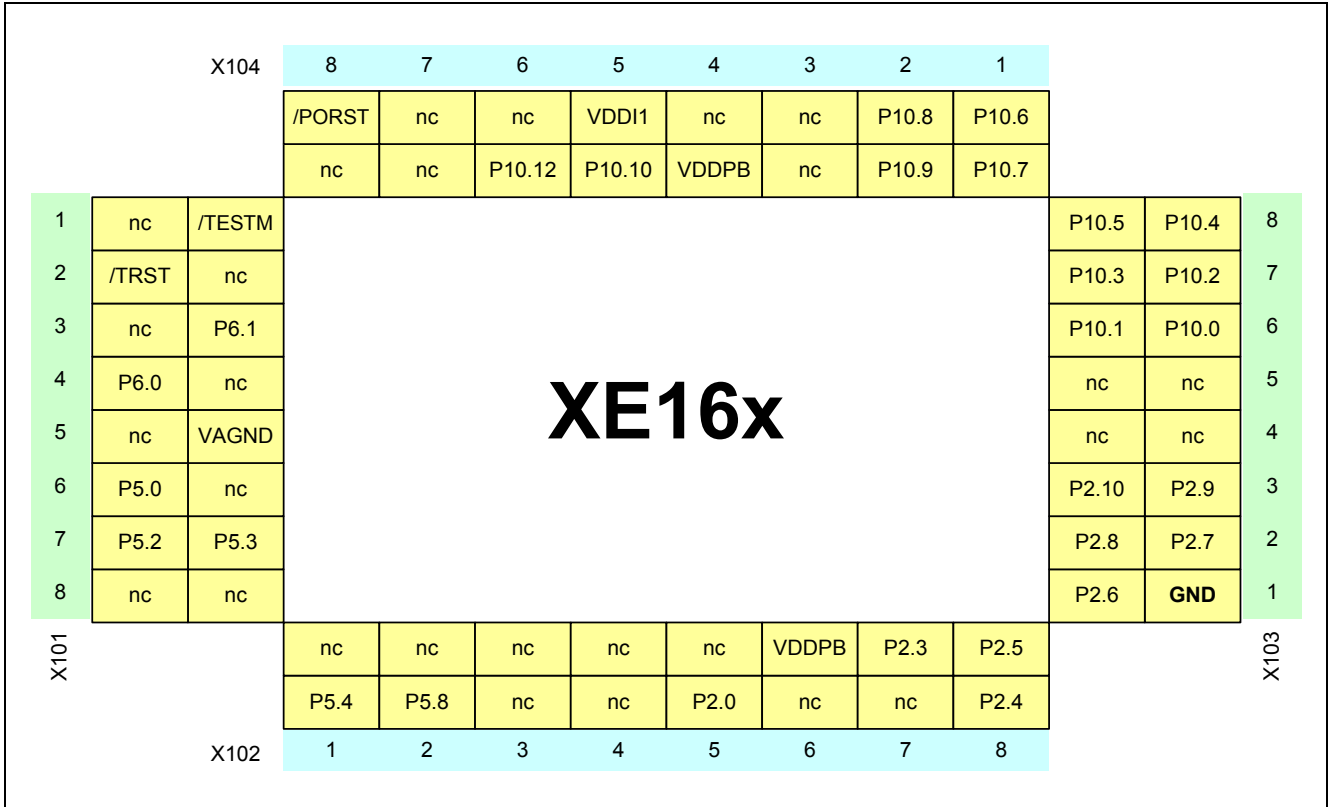 X104 8 7 6 5 4 3 2 1
/PORST nc nc VDDI1 nc nc P10.8 P10.6
nc nc P10.12 P10.10 VDDPB nc P10.9 P10.7
1 nc /TESTM P10.5 P10.4 8
2 /TRST nc P10.3 P10.2 7
3 nc P6.1 P10.1 P10.0 6
4 P6.0 nc nc nc 5
XE16x
5 nc VAGND nc nc 4
6 P5.0 nc P2.10 P2.9 3
7 P5.2 P5.3 P2.8 P2.7 2
8 nc nc P2.6 GND 1
X101 nc nc nc nc nc VDDPB P2.3 P2.5 X103
P5.4 P5.8 nc nc P2.0 nc nc P2.4
X102 1 2 3 4 5 6 7 8